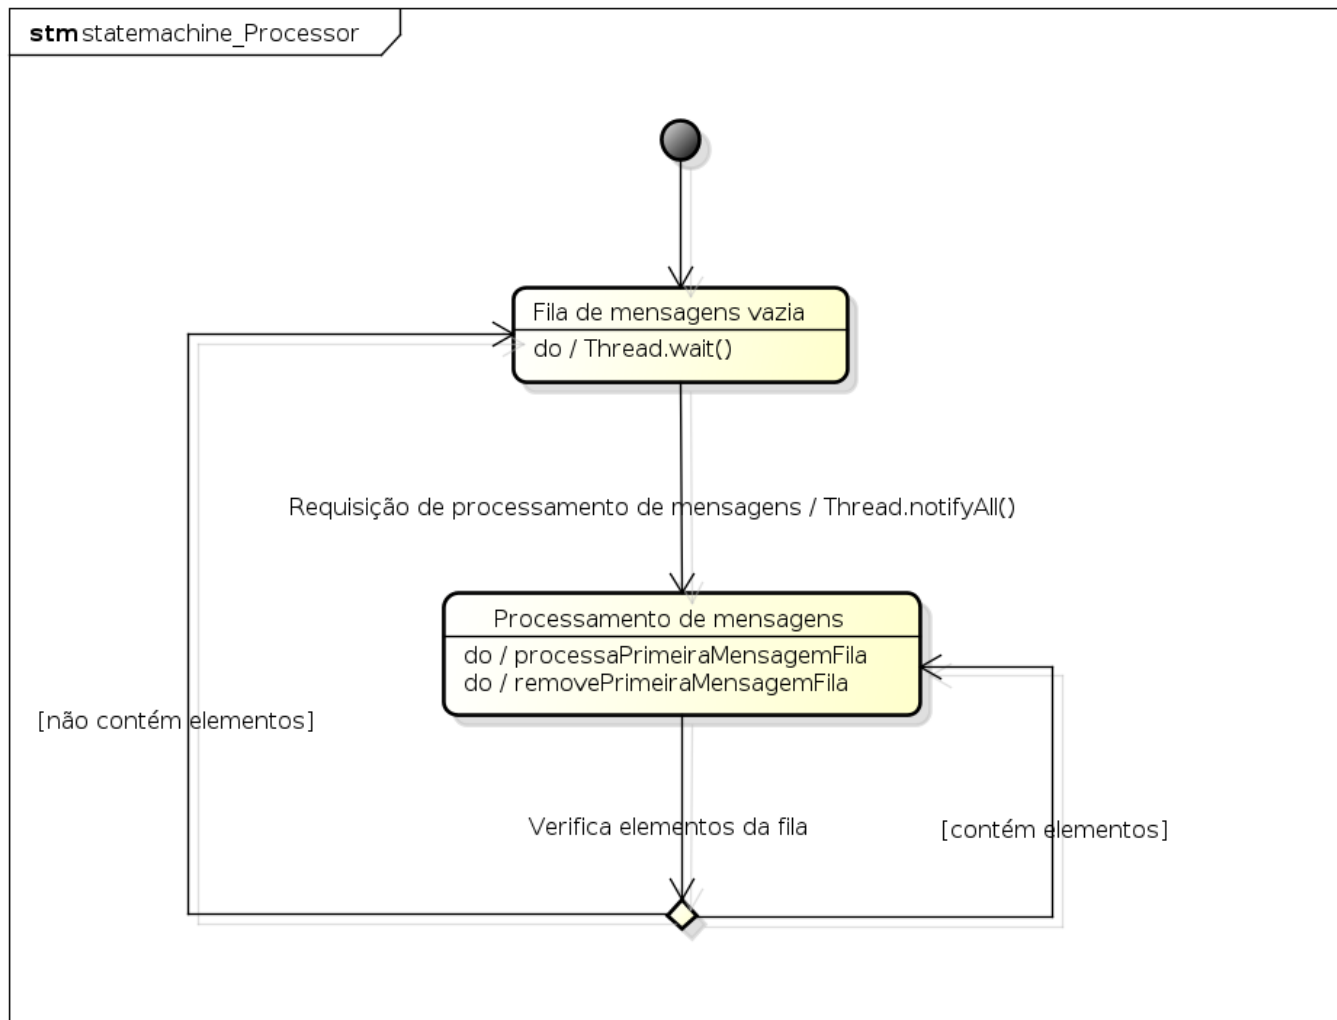 stm statemachine_Processor
Fila de mensagens vazia
do / Thread.wait()
Requisição de processamento de mensagens / Thread.notifyAll()
Processamento de mensagens
do / processaPrimeiraMensagemFila
do / removePrimeiraMensagemFila
[não contém elementos]
Verifica elementos da fila
[contém elementos]